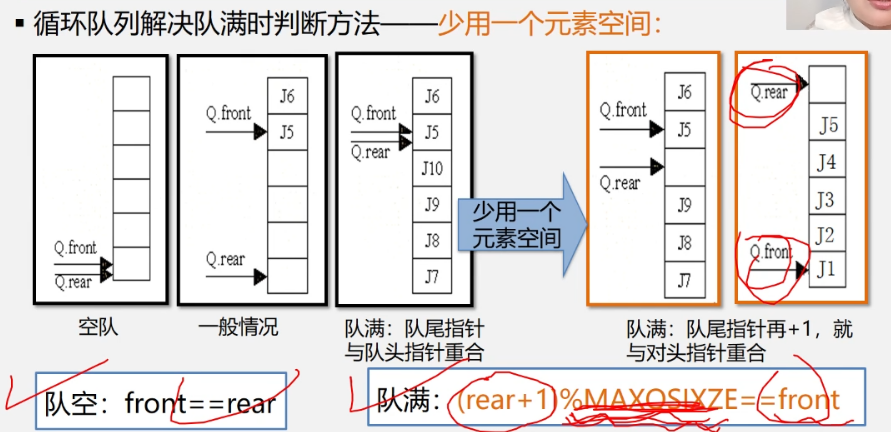 ▪ 循环队列解决队满时判断方法——少用一个元素空间：
Q.front
Q.rear
Q.front
Q.rear
J6
J5
Q.front
Q.rear
J6
J5
J10
J9
J8
J7
少用一个
元素空间
Q.front
Q.rear
J6
J5
J9
J8
J7
Q.rear
Q.front
J5
J4
J3
J2
J1
空队
一般情况
队满：队尾指针
与队头指针重合
队满：队尾指针再+1，就
与对头指针重合
队空：front==rear
队满：(rear+1)%MAXQSIXZE==front